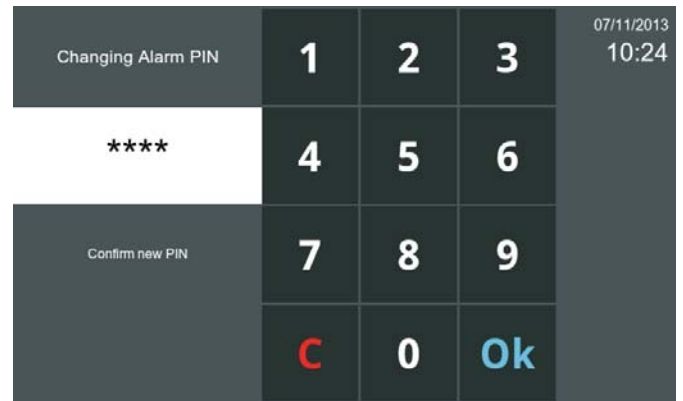 Changing Alarm PIN
****
Confirm new PIN
1 2 3
4 5 6
7 8 9
C 0 Ok
07/11/2013
10:24